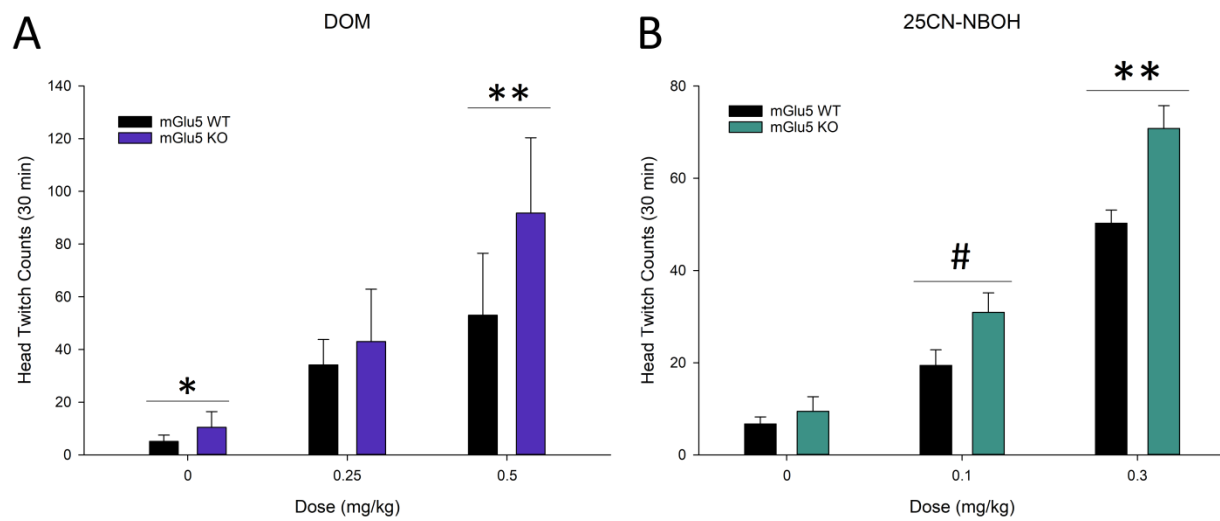 A
DOM
Head Twitch Counts (30 min)
140
120
100
80
60
40
20
0
mGlu5 WT
mGlu5 KO
*
**
0
0.25
0.5
Dose (mg/kg)
B
25CN-NBOH
Head Twitch Counts (30 min)
80
60
40
20
0
mGlu5 WT
mGlu5 KO
#
**
0
0.1
0.3
Dose (mg/kg)